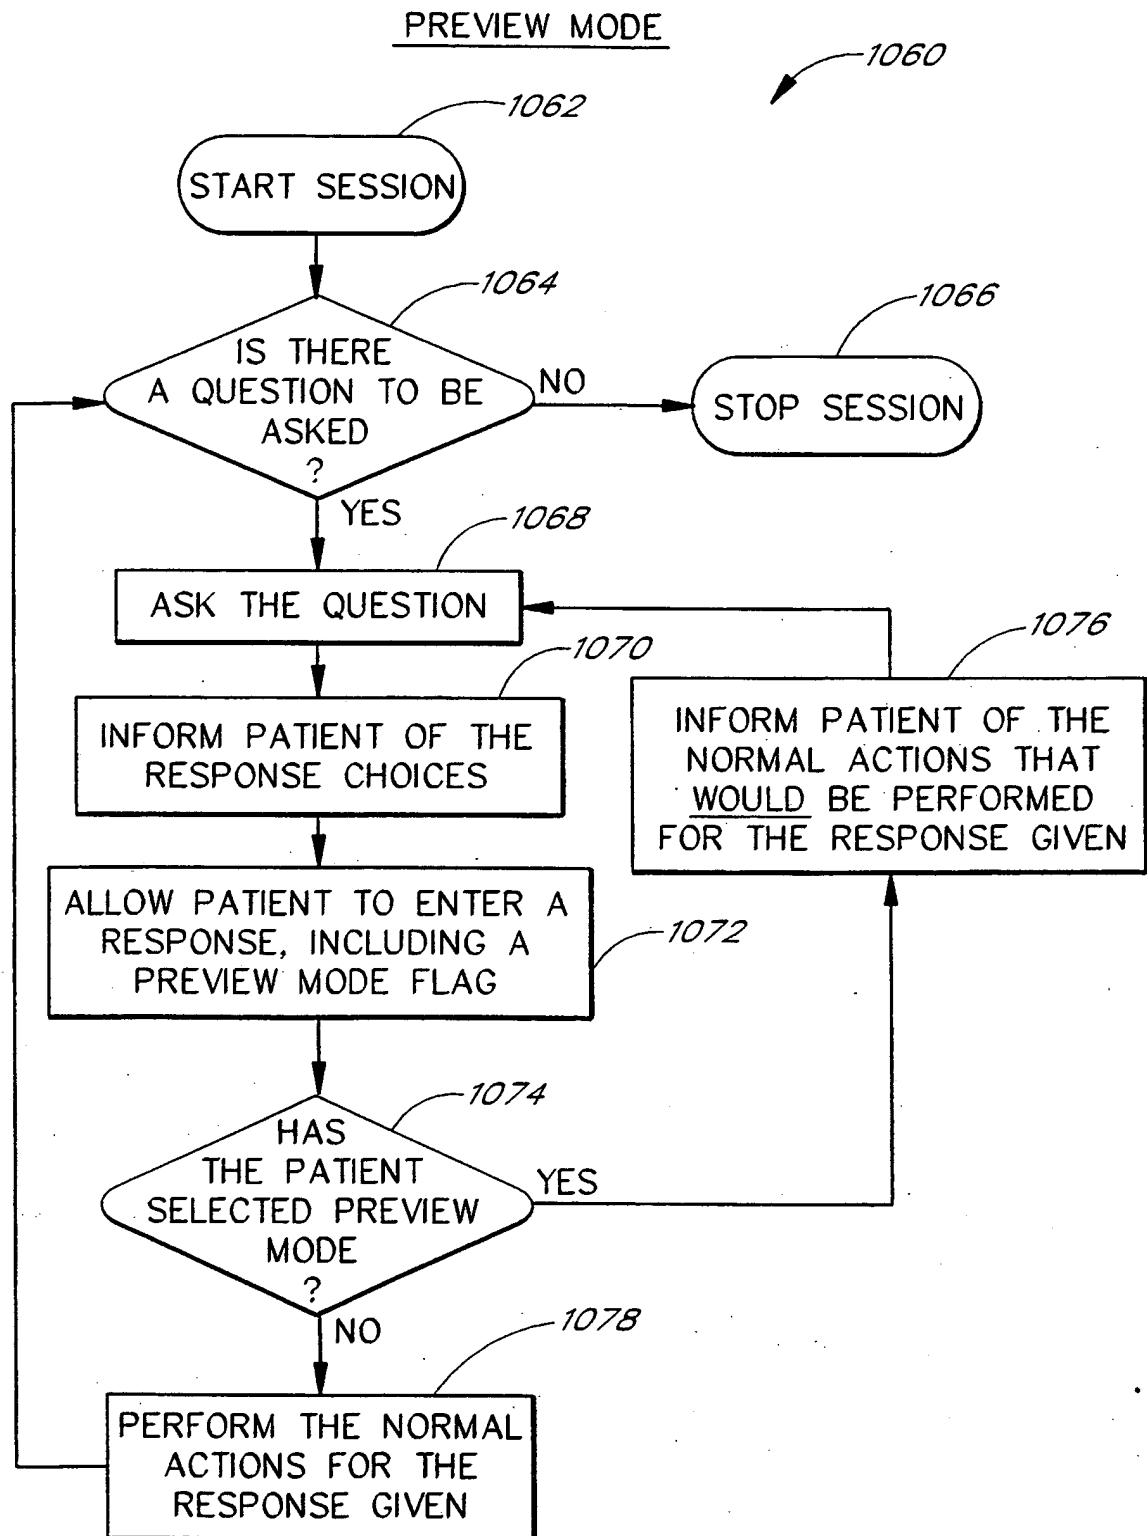 PREVIEW MODE
1060
1062
START SESSION
1064
IS THERE
A QUESTION TO BE
ASKED
?
NO
1066
STOP SESSION
YES
1068
ASK THE QUESTION
1070
INFORM PATIENT OF THE
RESPONSE CHOICES
1076
INFORM PATIENT OF THE
NORMAL ACTIONS THAT
WOULD BE PERFORMED
FOR THE RESPONSE GIVEN
ALLOW PATIENT TO ENTER A
RESPONSE, INCLUDING A
PREVIEW MODE FLAG
1072
1074
HAS
THE PATIENT
SELECTED PREVIEW
MODE
?
YES
NO
1078
PERFORM THE NORMAL
ACTIONS FOR THE
RESPONSE GIVEN